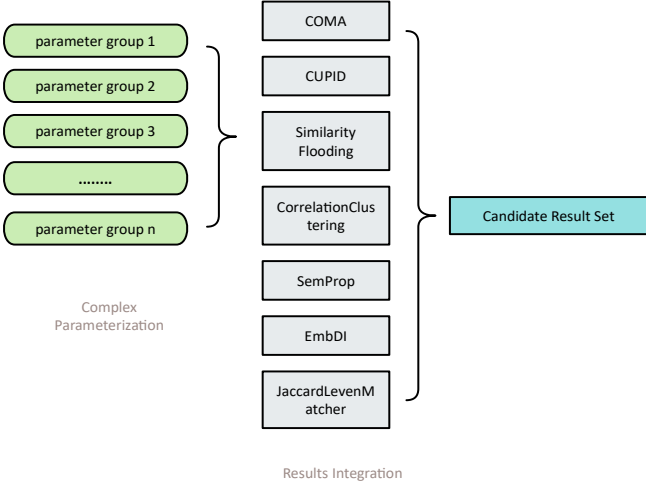 parameter group 1
parameter group 2
parameter group 3
........
parameter group n
Complex
Parameterization
COMA
CUPID
Similarity
Flooding
CorrelationClus
tering
SemProp
EmbDI
JaccardLevenM
atcher
Results Integration
Candidate Result Set